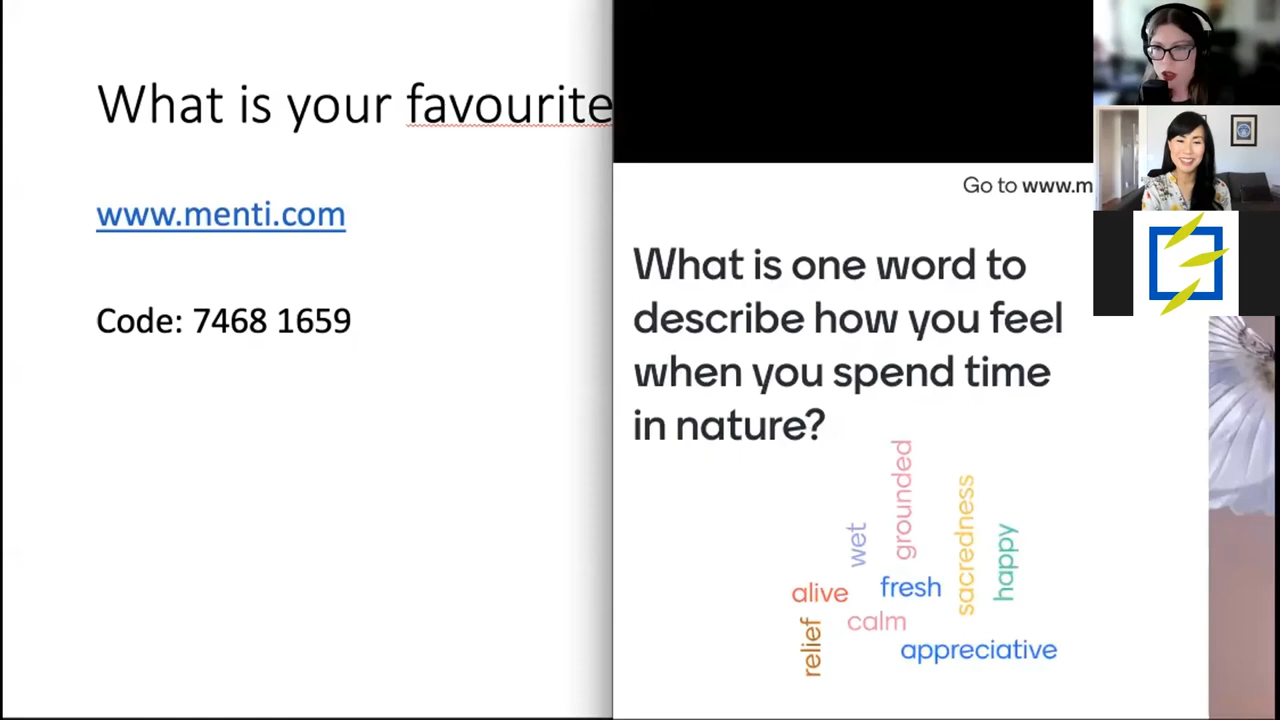 What is your favourite
www.menti.com
Code: 7468 1659
Go to www.m
What is one word to
describe how you feel
when you spend time
in nature?
grounded
wet
sacredness
happy
alive
fresh
relief
calm
appreciative